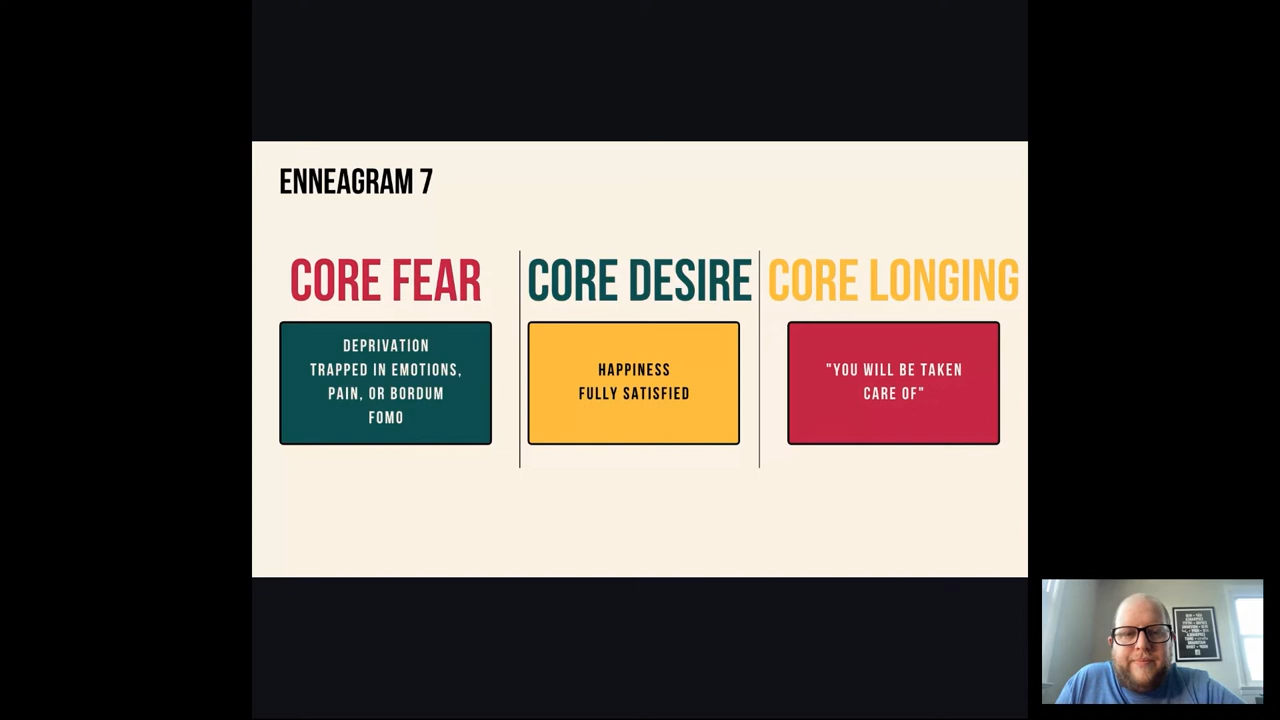 ENNEAGRAM 7
CORE FEAR
DEPRIVATION
TRAPPED IN EMOTIONS,
PAIN, OR BORDUM
FOMO
CORE DESIRE
HAPPINESS
FULLY SATISFIED
CORE LONGING
"YOU WILL BE TAKEN
CARE OF"